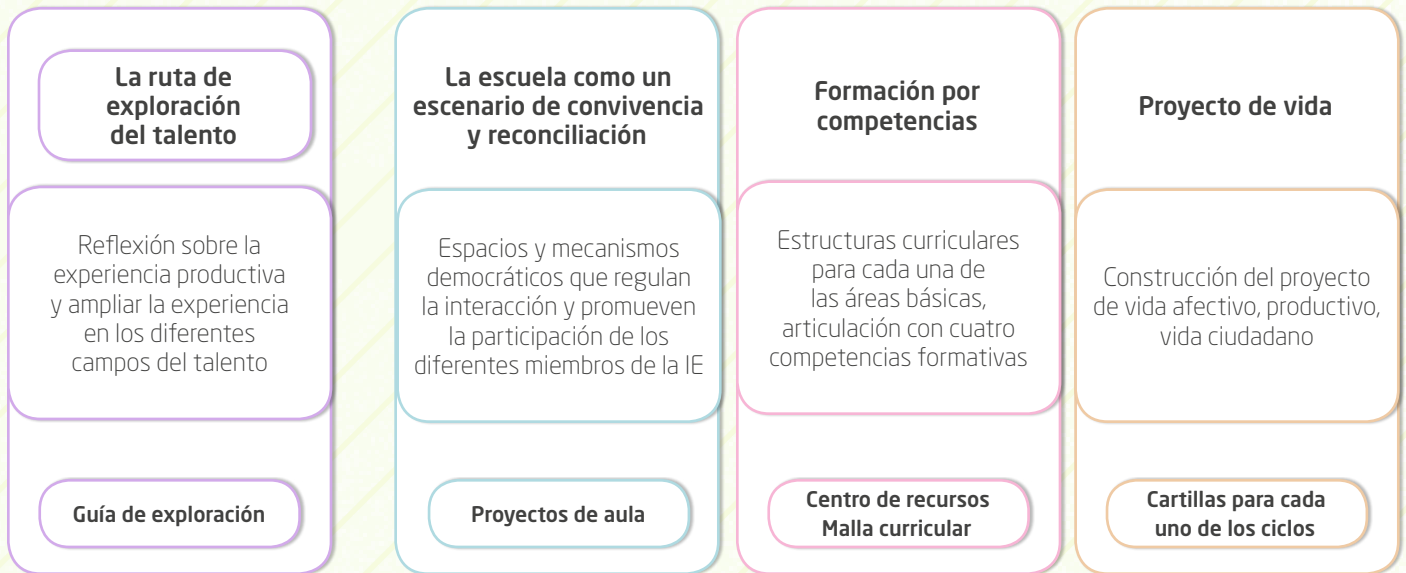 La ruta de
exploración
del talento
Reflexión sobre la
experiencia productiva
y ampliar la experiencia
en los diferentes
campos del talento
Guía de exploración
La escuela como un
escenario de convivencia
y reconciliación
Espacios y mecanismos
democráticos que regulan
la interacción y promueven
la participación de los
diferentes miembros de la IE
Proyectos de aula
Formación por
competencias
Estructuras curriculares
para cada una de
las áreas básicas,
articulación con cuatro
competencias formativas
Centro de recursos
Malla curricular
Proyecto de vida
Construcción del proyecto
de vida afectivo, productivo,
vida ciudadano
Cartillas para cada
uno de los ciclos